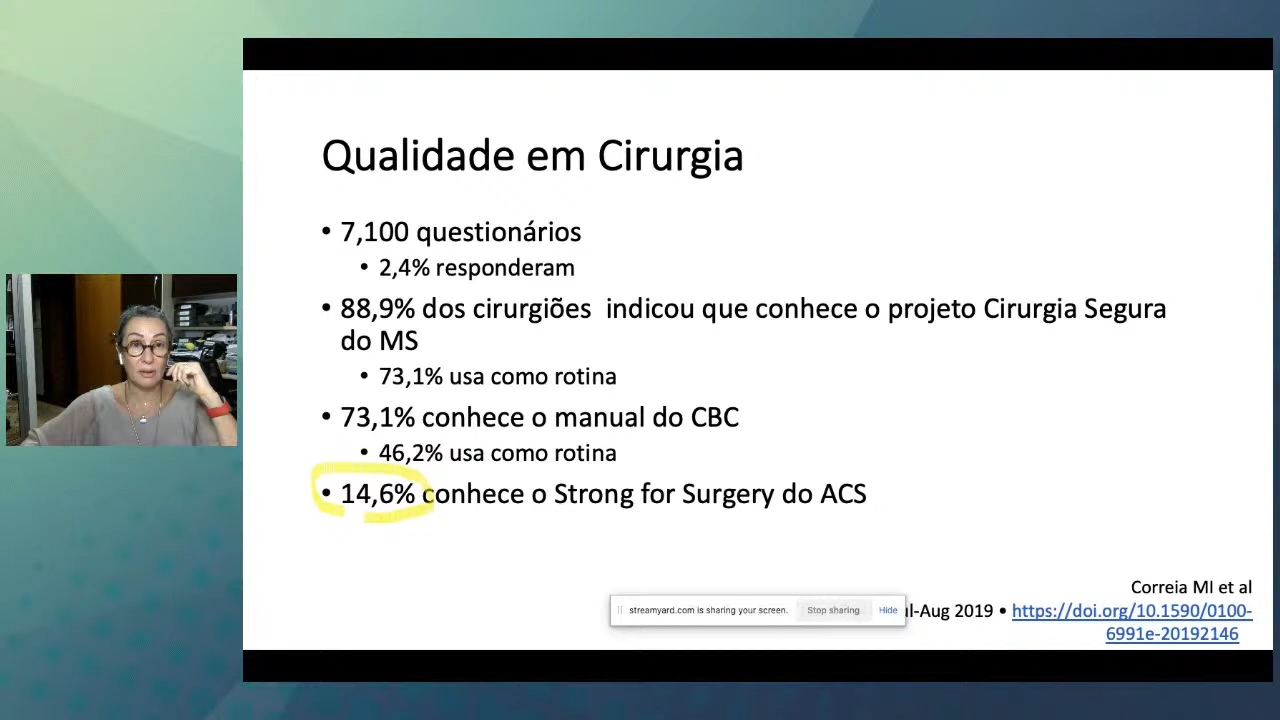 Qualidade em Cirurgia
• 7,100 questionários
• 2,4% responderam
• 88,9% dos cirurgiões  indicou que conhece o projeto Cirurgia Segura
do MS
• 73,1% usa como rotina
• 73,1% conhece o manual do CBC
• 46,2% usa como rotina
• 14,6% conhece o Strong for Surgery do ACS
Correia MI et al
streamyard.com is sharing your screen. Stop sharing Hide
-Aug 2019 • https://doi.org/10.1590/0100-
6991e-20192146